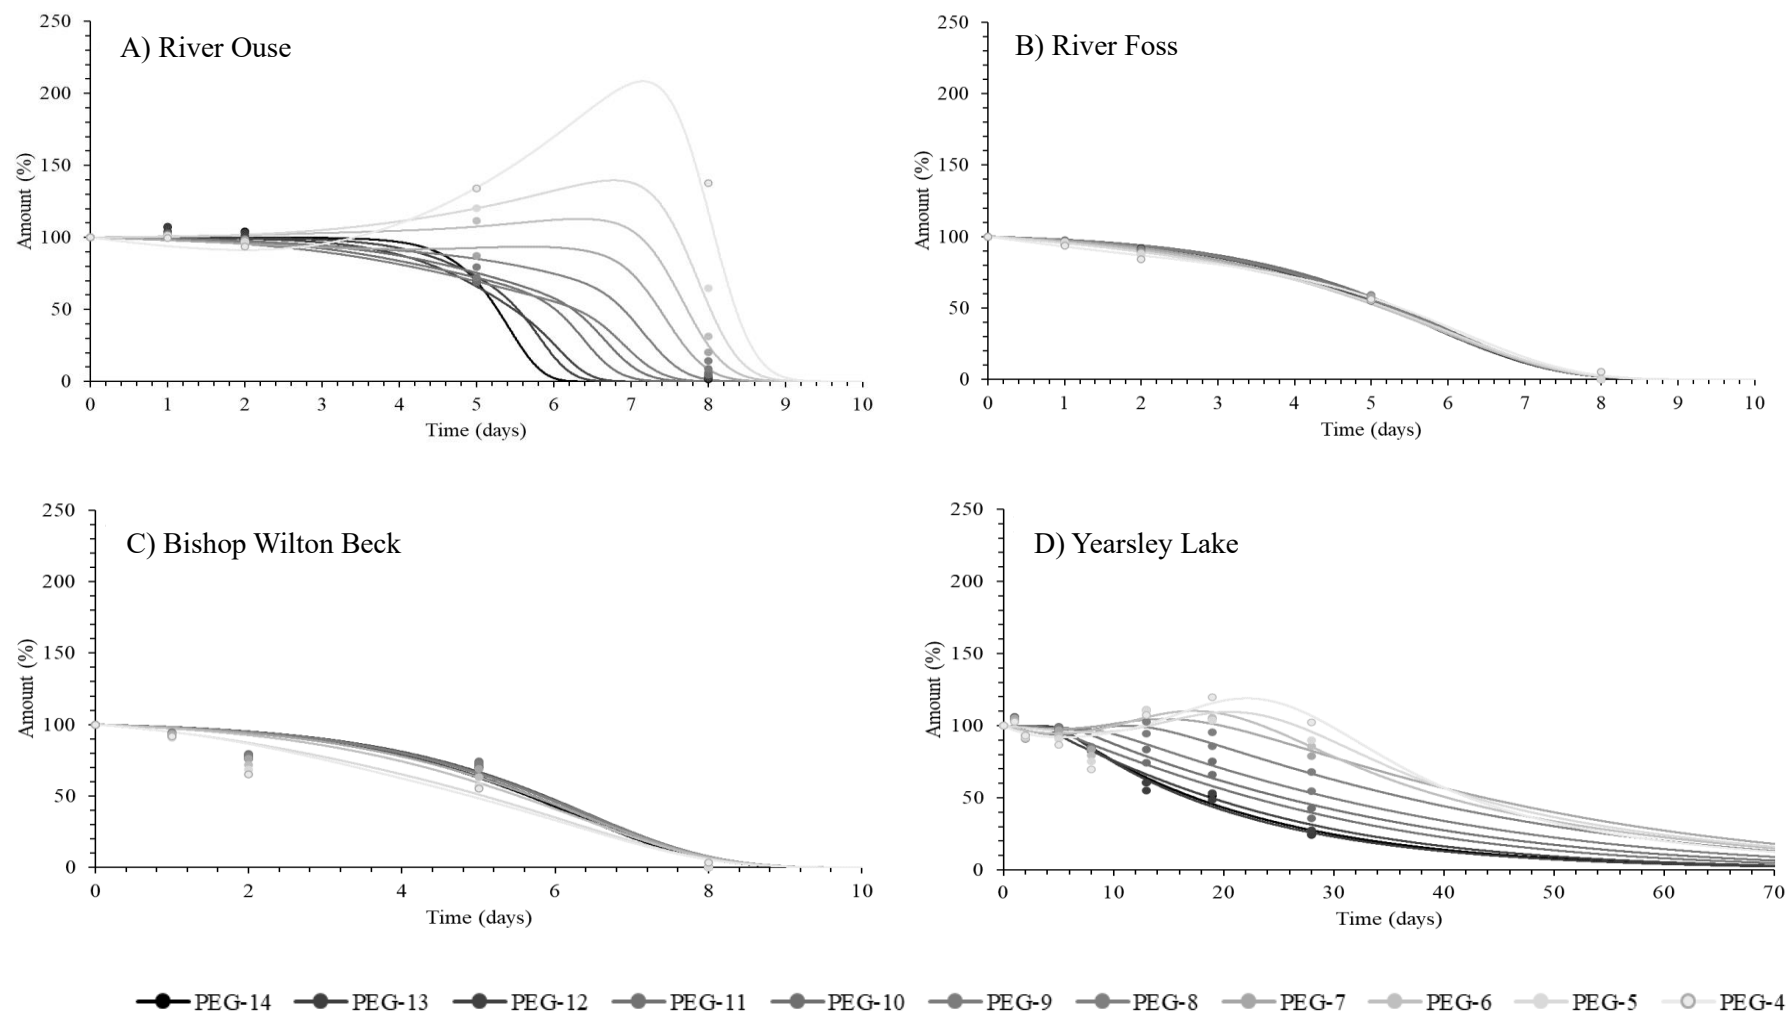 A) River Ouse
Amount (%)
250
200
150
100
50
0
0 1 2 3 4 5 6 7 8 9 10
Time (days)
B) River Foss
Amount (%)
250
200
150
100
50
0
0 1 2 3 4 5 6 7 8 9 10
Time (days)
C) Bishop Wilton Beck
Amount (%)
250
200
150
100
50
0
0 2 4 6 8 10
Time (days)
D) Yearsley Lake
Amount (%)
250
200
150
100
50
0
0 10 20 30 40 50 60 70
Time (days)
PEG-14 PEG-13 PEG-12 PEG-11 PEG-10 PEG-9 PEG-8 PEG-7 PEG-6 PEG-5 PEG-4